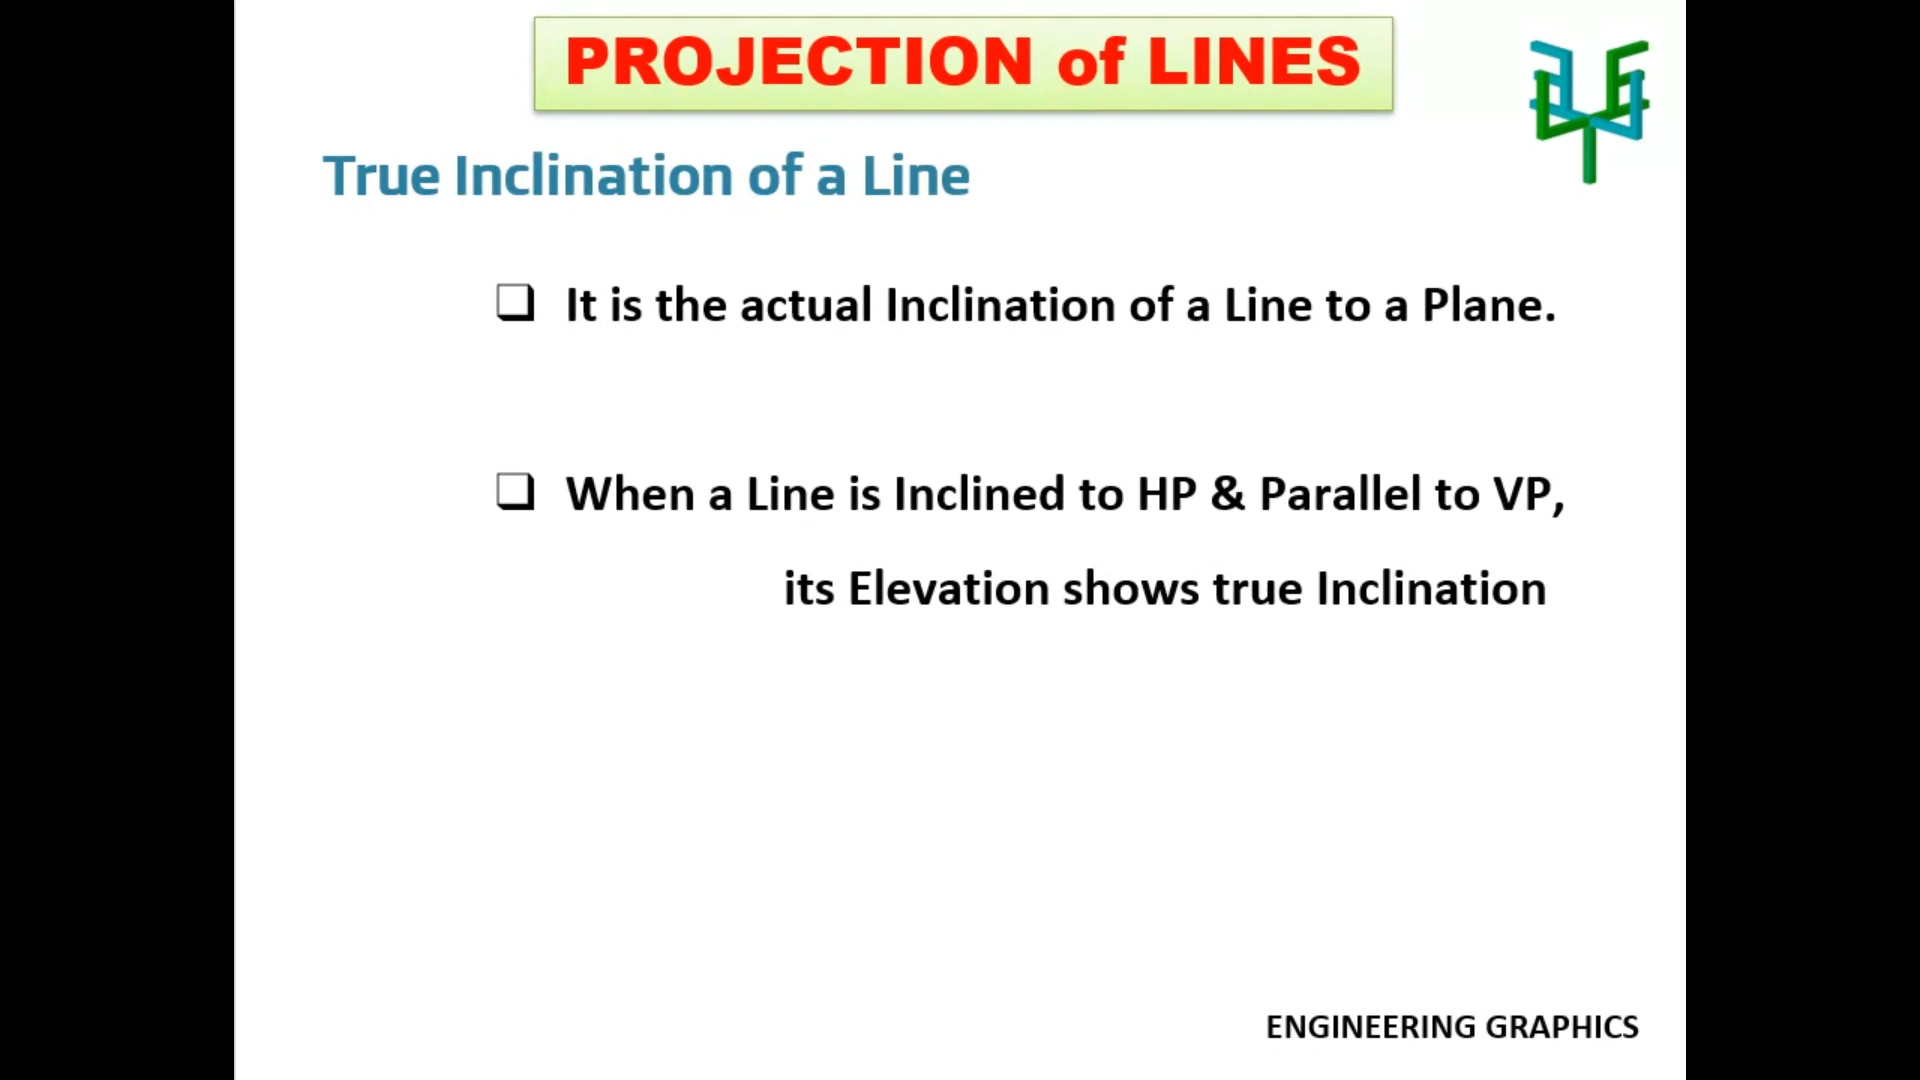 PROJECTION of LINES
True Inclination of a Line
❑ It is the actual Inclination of a Line to a Plane.
❑ When a Line is Inclined to HP & Parallel to VP,
its Elevation shows true Inclination
ENGINEERING GRAPHICS